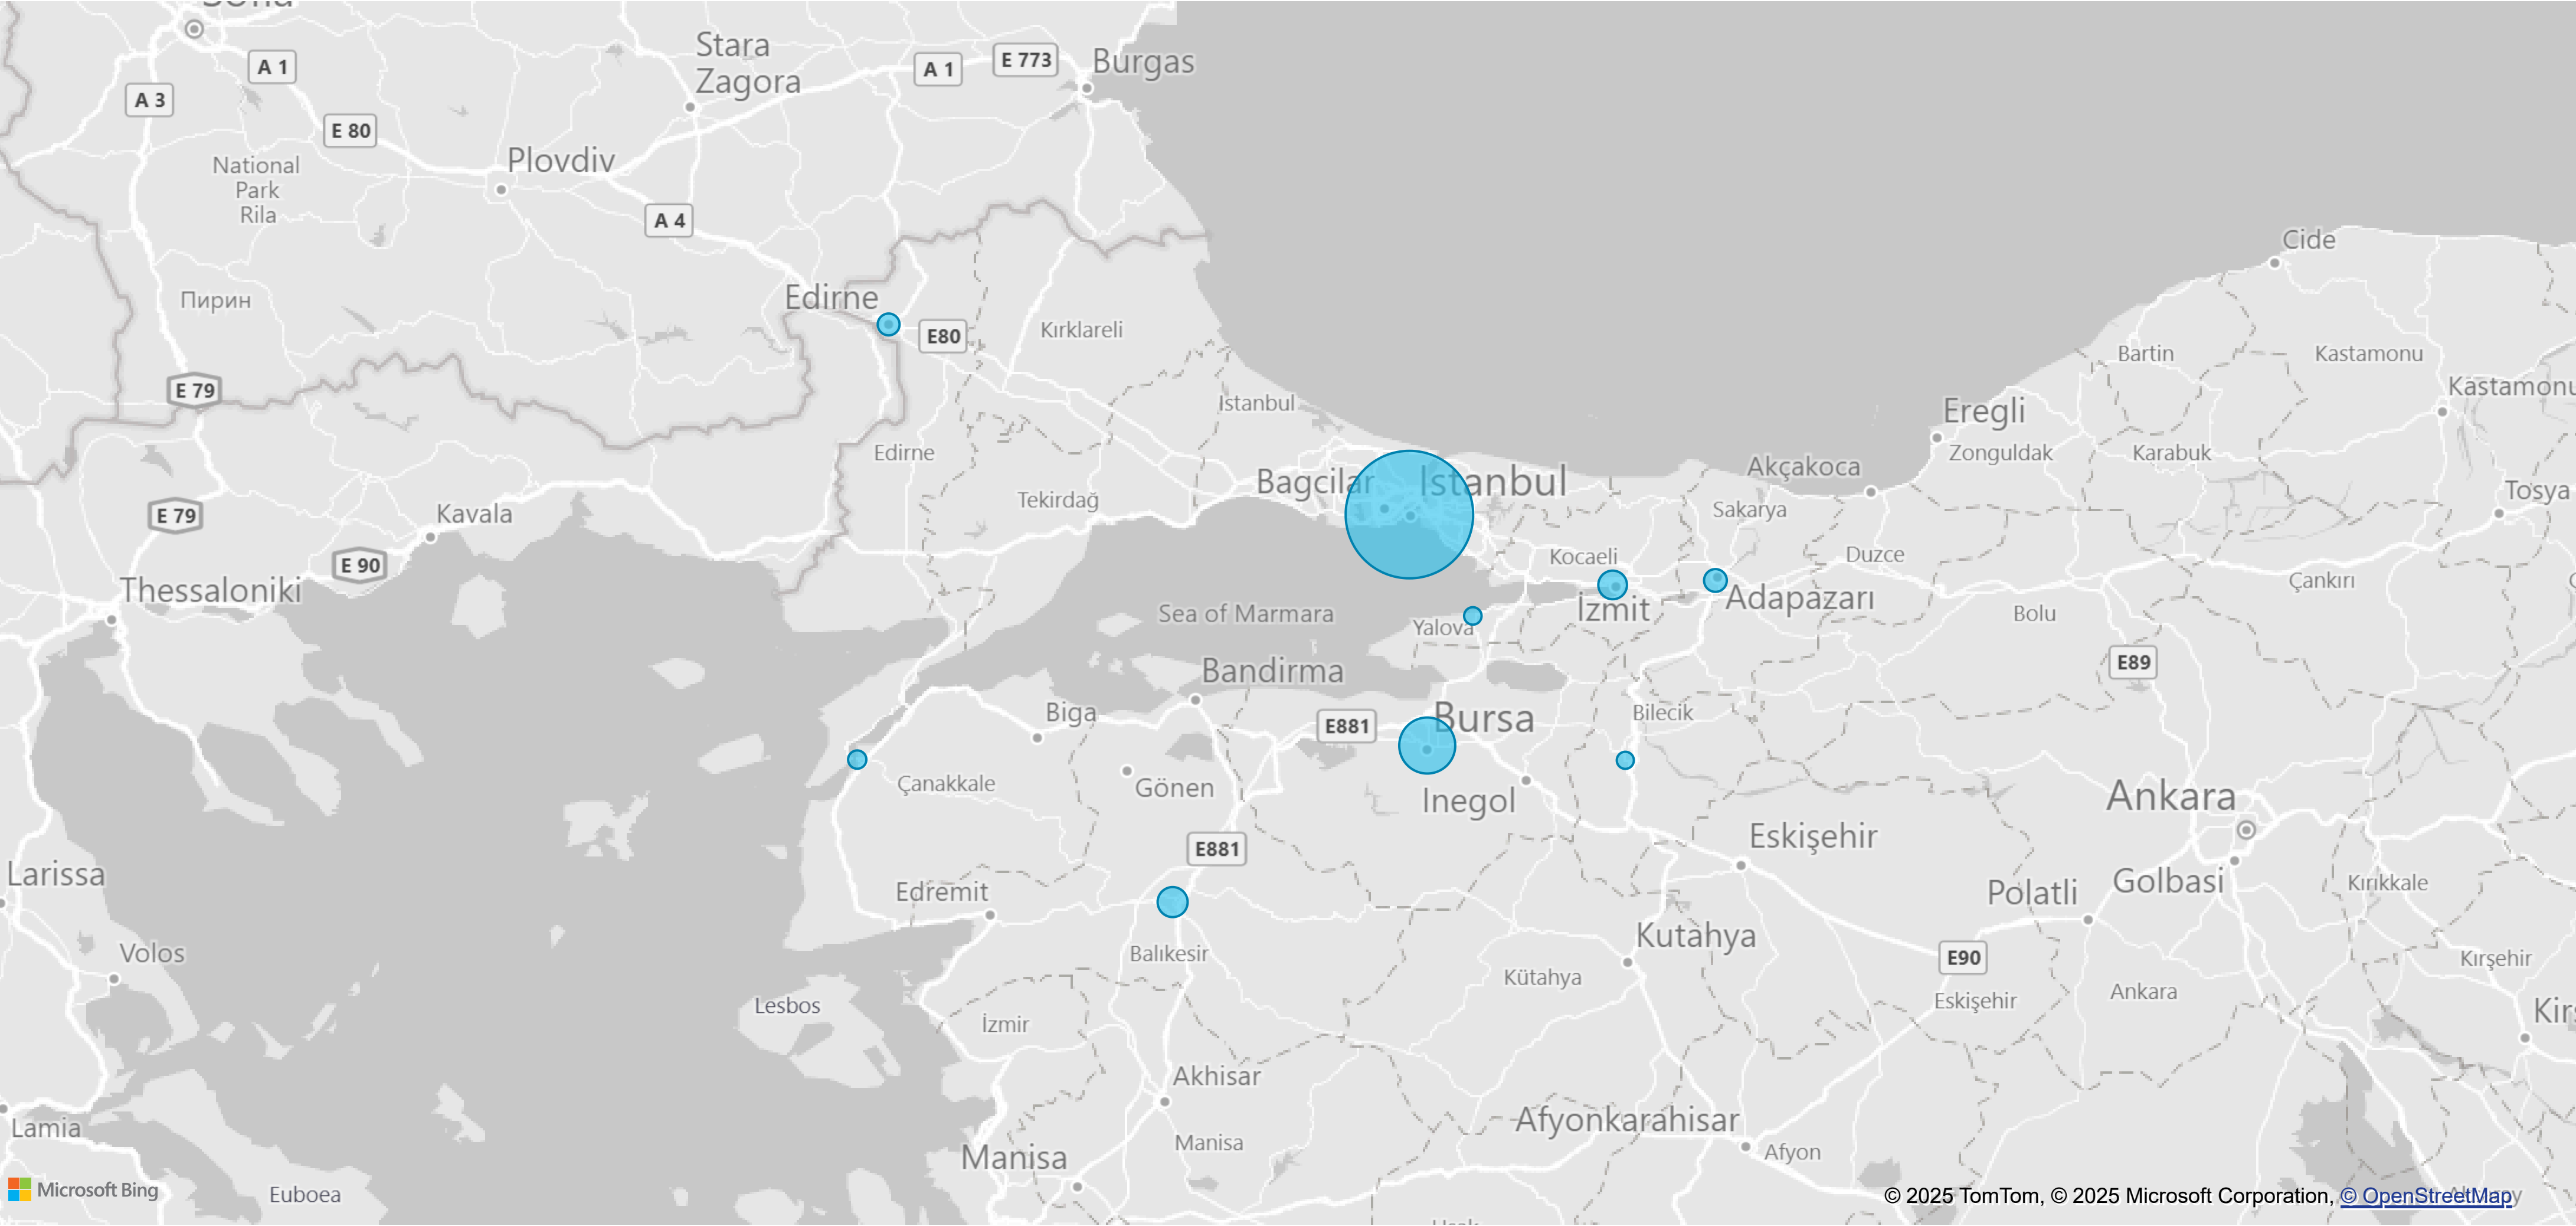 Sofia
A 1
A 3
E 80
National
Park
Rila
Stara
Zagora
A 1
E 773
Burgas
Plovdiv
A 4
Пирин
Edirne
E80
Kırklareli
Cide
Bartin
Kastamonu
Kastamonu
E 79
Istanbul
Eregli
Zonguldak
Karabuk
Edirne
Tekirdağ
Bagcilar
Istanbul
Akçakoca
Sakarya
Tosya
E 79
Kavala
E 90
Thessaloniki
Kocaeli
Duzce
Çankırı
İzmit
Adapazarı
Bolu
Sea of Marmara
Yalova
E89
Bandirma
Biga
E881
Bursa
Bilecik
Çanakkale
Gönen
Inegol
Ankara
E881
Eskişehir
Larissa
Edremit
Polatli
Golbasi
Kırıkkale
Volos
Balıkesir
Kutahya
Kütahya
E90
Kırşehir
Lesbos
İzmir
Eskişehir
Ankara
Kirş
Akhisar
Lamia
Manisa
Afyonkarahisar
Afyon
Manisa
Microsoft Bing
Euboea
© 2025 TomTom, © 2025 Microsoft Corporation, © OpenStreetMap